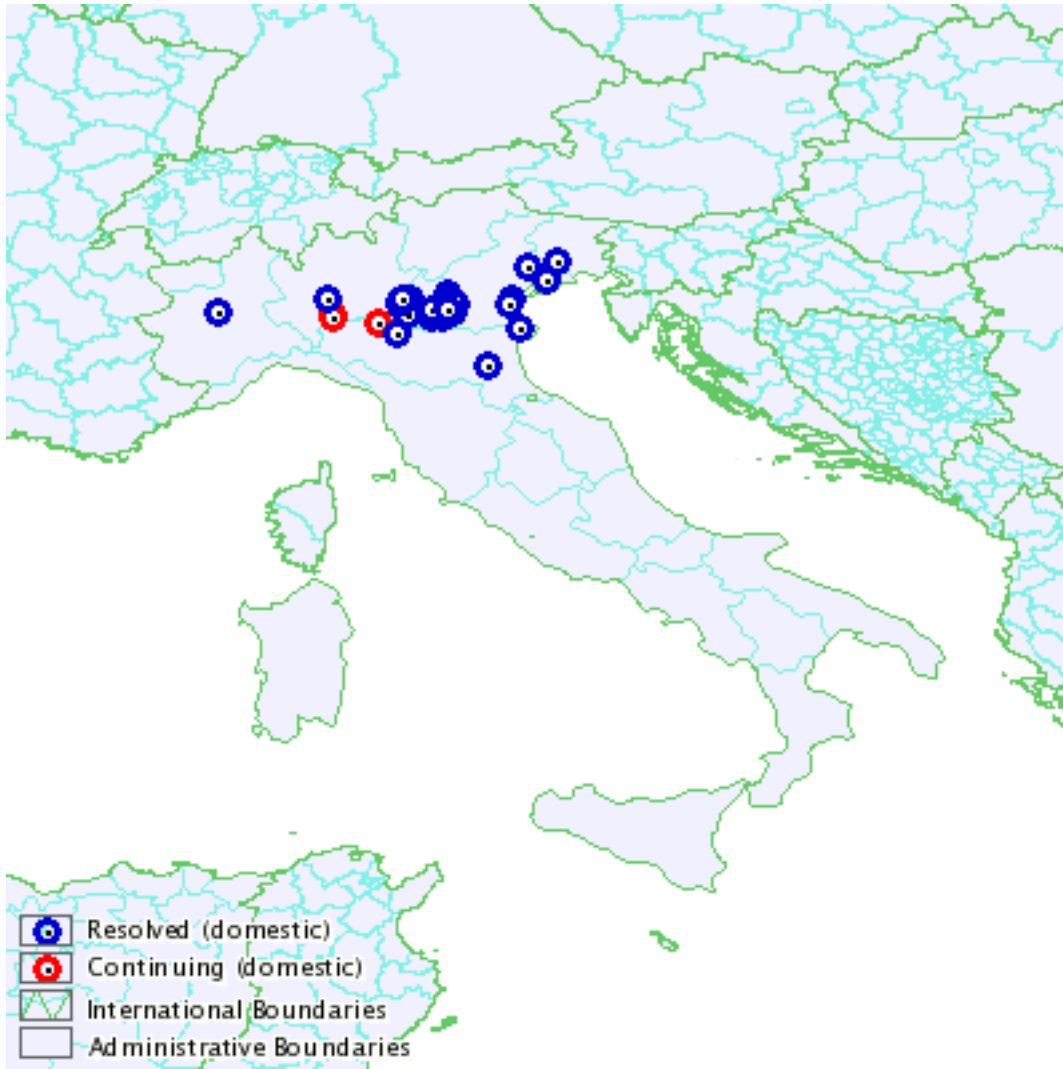 Resolved (domestic)
Continuing (domestic)
International Boundaries
Administrative Boundaries